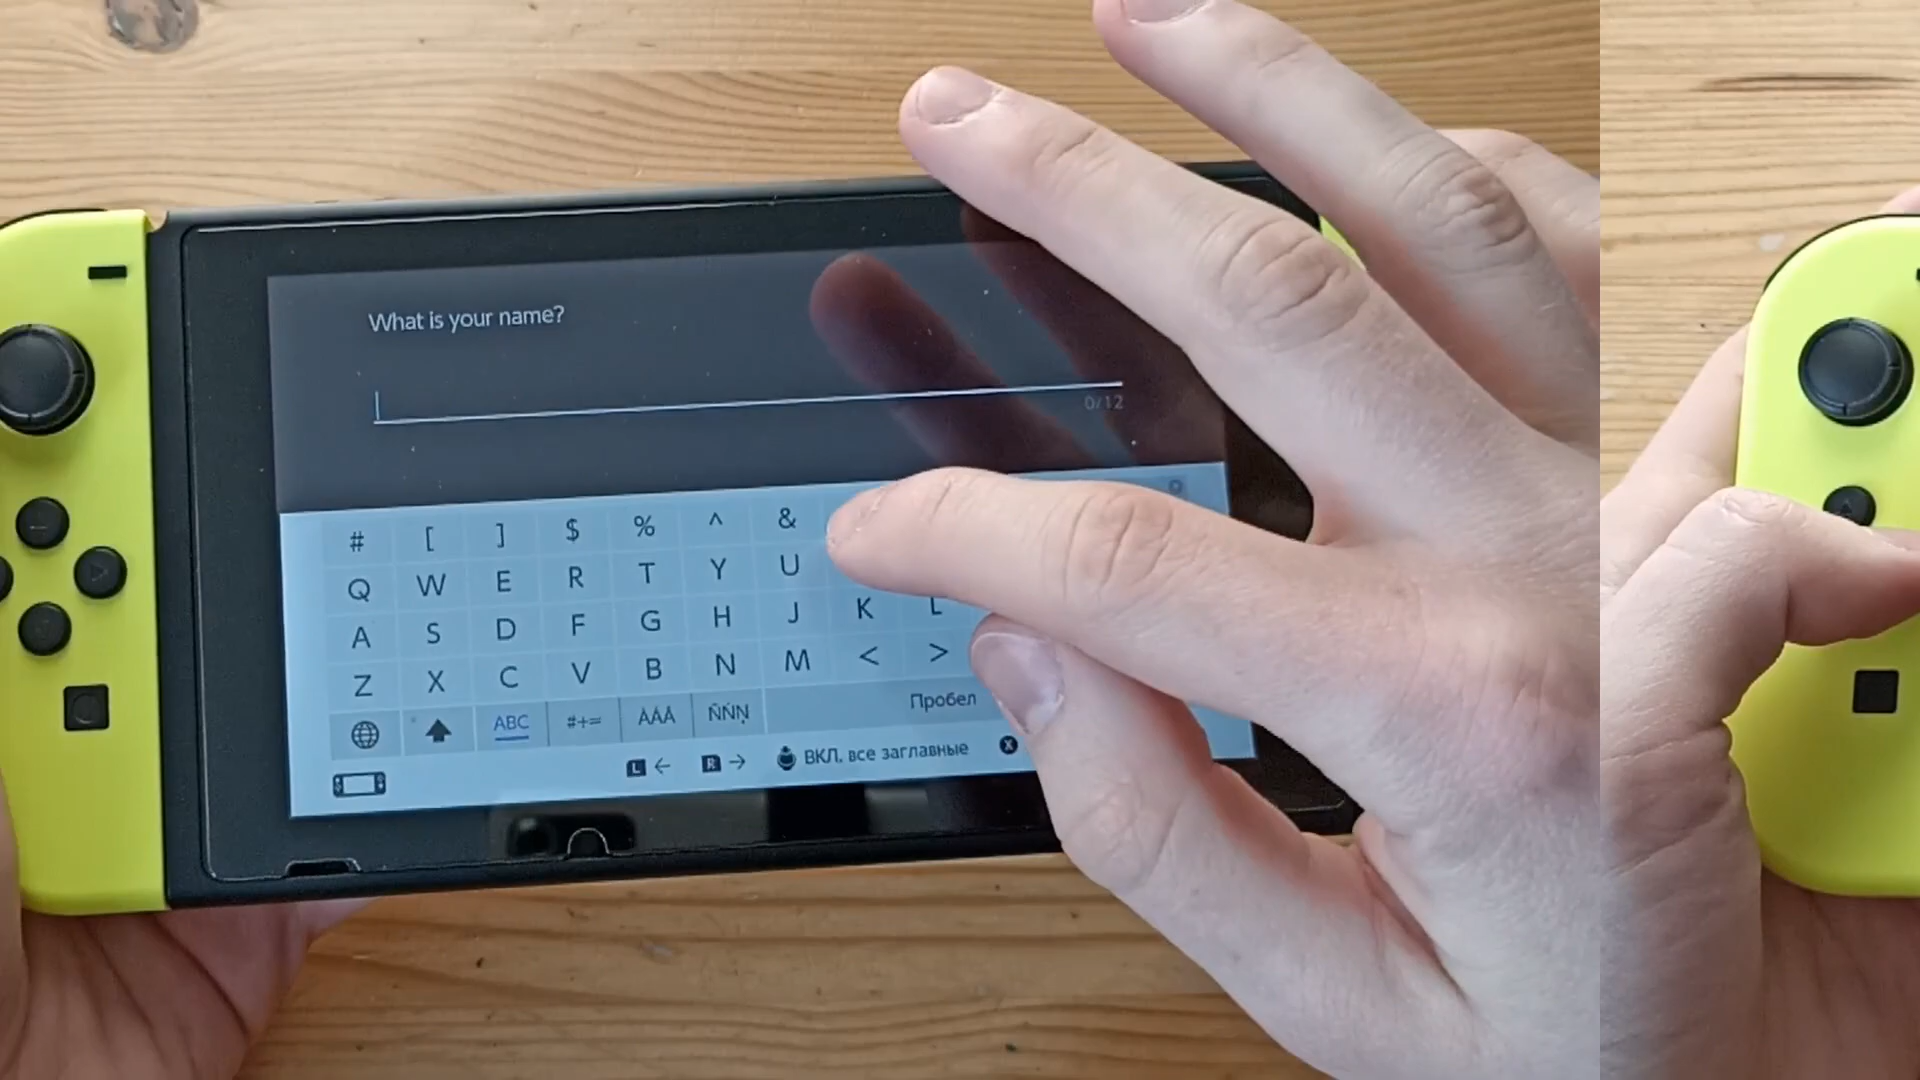 What is your name?
0/12
# [ ] $ % ^ &
Q W E R T Y U
A S D F G H J K L
Z X C V B N M < >
ABC #+= ÀÁÂ ÑŃŅ Пробел
L ← R → ВКЛ. все заглавные X